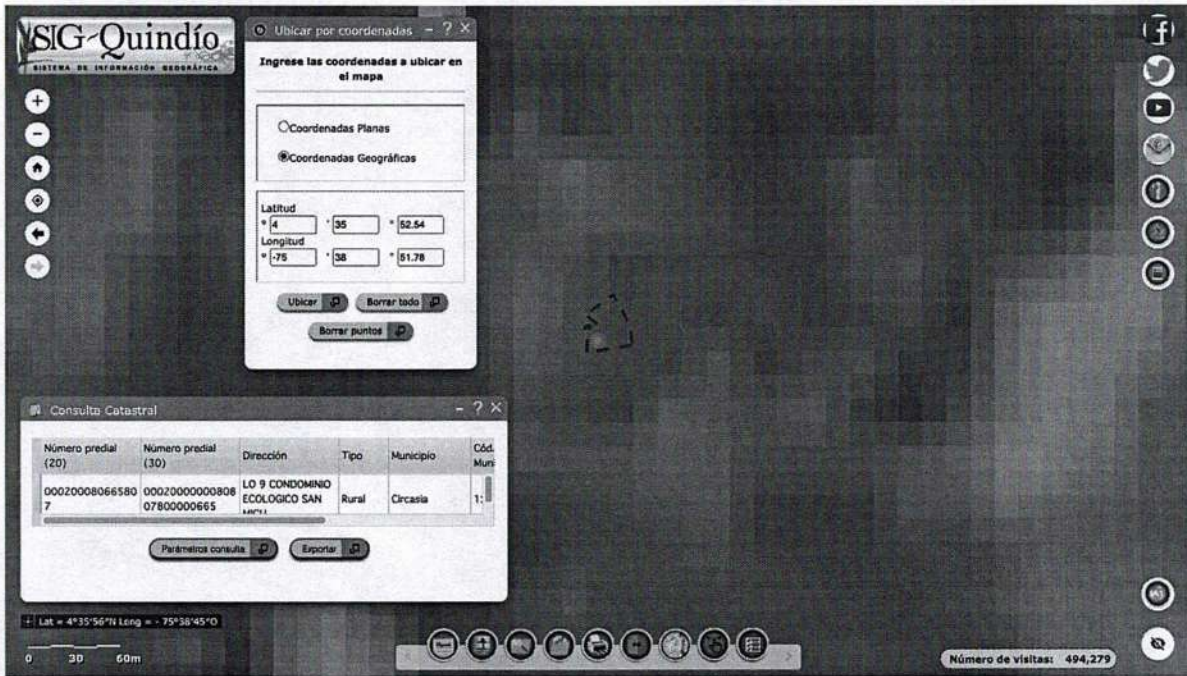 SIG-Quindío
SISTEMA DE INFORMACIÓN GEOGRÁFICA
Ubicar por coordenadas - ? ×
Ingrese las coordenadas a ubicar en
el mapa
Coordenadas Planas
Coordenadas Geográficas
Latitud
° 4 ' 35 " 52.54
Longitud
° -75 ' 38 " 51.78
Ubicar
Borrar todo
Borrar puntos
Consulta Catastral - ? ×
Número predial (20)
Número predial (30)
Dirección
Tipo
Municipio
Cód. Muni
00020008066580
7
00020000000808
07800000665
LO 9 CONDOMINIO
ECOLOGICO SAN
Rural
Circasia
Parámetros consulta
Exportar
Lat = 4°35'56"N Long = - 75°38'45"O
0 30 60m
Número de visitas: 494,279